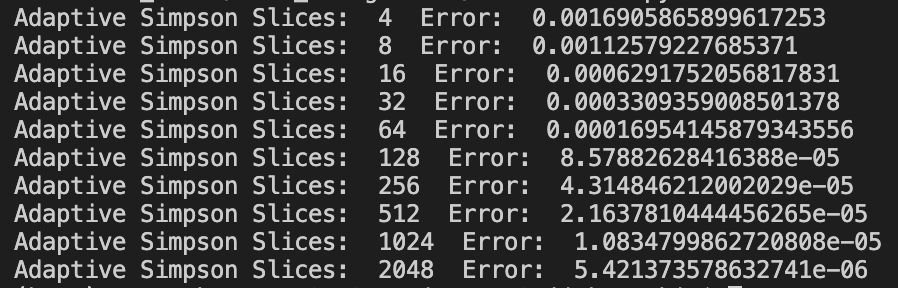 Adaptive Simpson Slices:  4  Error:  0.0016905865899617253
Adaptive Simpson Slices:  8  Error:  0.001125792276853​71
Adaptive Simpson Slices:  16  Error:  0.0006291752056817831
Adaptive Simpson Slices:  32  Error:  0.0003309359008501378
Adaptive Simpson Slices:  64  Error:  0.00016954145879343556
Adaptive Simpson Slices:  128  Error:  8.57882628416388e-05
Adaptive Simpson Slices:  256  Error:  4.314846212002029e-05
Adaptive Simpson Slices:  512  Error:  2.1637810444456265e-05
Adaptive Simpson Slices:  1024  Error:  1.0834799862720808e-05
Adaptive Simpson Slices:  2048  Error:  5.421373578632741e-06